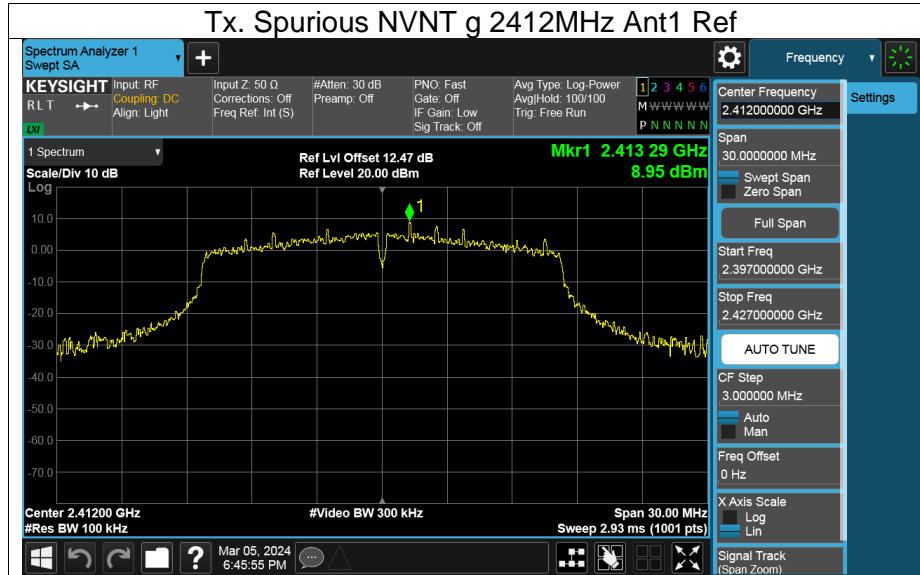 Tx. Spurious NVNT g 2412MHz Ant1 Ref
Spectrum Analyzer 1
Swept SA
+
Frequency
KEYSIGHT
RLT
LXI
Input: RF
Coupling: DC
Align: Light
Input Z: 50 Ω
Corrections: Off
Freq Ref: Int (S)
#Atten: 30 dB
Preamp: Off
PNO: Fast
Gate: Off
IF Gain: Low
Sig Track: Off
Avg Type: Log-Power
Avg|Hold: 100/100
Trig: Free Run
1 2 3 4 5 6
M W W W W W
P N N N N N
1 Spectrum
Scale/Div 10 dB
Ref Lvl Offset 12.47 dB
Ref Level 20.00 dBm
Mkr1 2.413 29 GHz
8.95 dBm
Log
10.0
0.00
-10.0
-20.0
-30.0
-40.0
-50.0
-60.0
-70.0
1
Center 2.41200 GHz
#Res BW 100 kHz
#Video BW 300 kHz
Span 30.00 MHz
Sweep 2.93 ms (1001 pts)
?
Mar 05, 2024
6:45:55 PM
Center Frequency
2.412000000 GHz
Settings
Span
30.0000000 MHz
Swept Span
Zero Span
Full Span
Start Freq
2.397000000 GHz
Stop Freq
2.427000000 GHz
AUTO TUNE
CF Step
3.000000 MHz
Auto
Man
Freq Offset
0 Hz
X Axis Scale
Log
Lin
Signal Track
(Span Zoom)